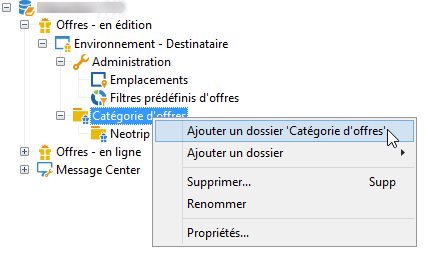 Offres - en édition
Environnement - Destinataire
Administration
Emplacements
Filtres prédéfinis d'offres
Catégorie d'offres
Ajouter un dossier 'Catégorie d'offres'
Neotrip
Offres - en ligne
Ajouter un dossier
Message Center
Supprimer... Supp
Renommer
Propriétés...